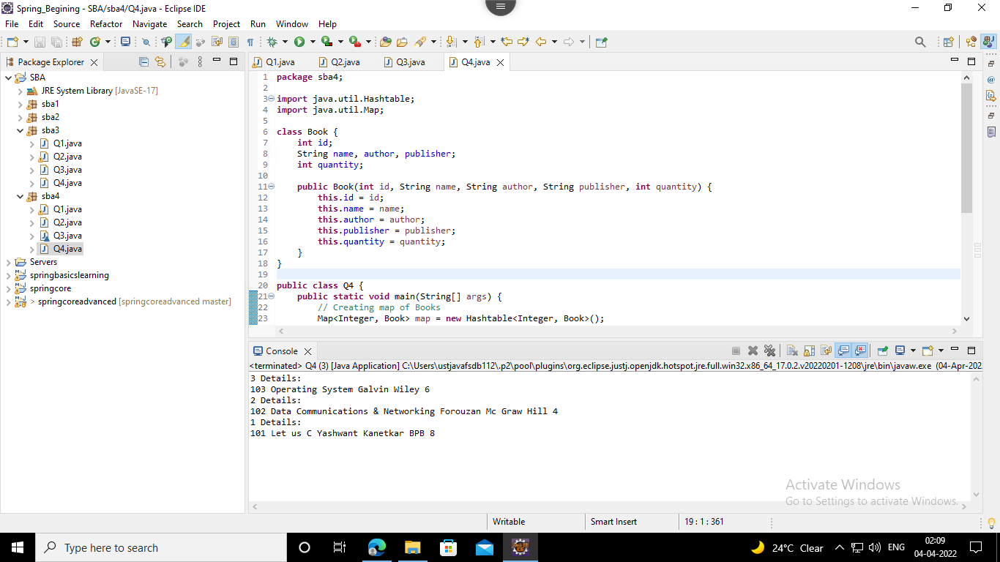 Spring_Begining - SBA/sba4/Q4.java - Eclipse IDE
File Edit Source Refactor Navigate Search Project Run Window Help
Package Explorer
SBA
JRE System Library [JavaSE-17]
sba1
sba2
sba3
Q1.java
Q2.java
Q3.java
Q4.java
sba4
Q1.java
Q2.java
Q3.java
Q4.java
Servers
springbasicslearning
springcore
> springcoreadvanced [springcoreadvanced master]
Q1.java Q2.java Q3.java Q4.java
1 package sba4;
2
3 import java.util.Hashtable;
4 import java.util.Map;
5
6 class Book {
7 int id;
8 String name, author, publisher;
9 int quantity;
10
11 public Book(int id, String name, String author, String publisher, int quantity) {
12 this.id = id;
13 this.name = name;
14 this.author = author;
15 this.publisher = publisher;
16 this.quantity = quantity;
17 }
18 }
19
20 public class Q4 {
21 public static void main(String[] args) {
22 // Creating map of Books
23 Map<Integer, Book> map = new Hashtable<Integer, Book>();
Console
<terminated> Q4 (3) [Java Application] C:\Users\ustjavafsdb112\.p2\pool\plugins\org.eclipse.justj.openjdk.hotspot.jre.full.win32.x86_64_17.0.2.v20220201-1208\jre\bin\javaw.exe (04-Apr-202
3 Details:
103 Operating System Galvin Wiley 6
2 Details:
102 Data Communications & Networking Forouzan Mc Graw Hill 4
1 Details:
101 Let us C Yashwant Kanetkar BPB 8
Activate Windows
Go to Settings to activate Windows.
Writable Smart Insert 19 : 1 : 361
Type here to search
24°C Clear
ENG
02:09
04-04-2022